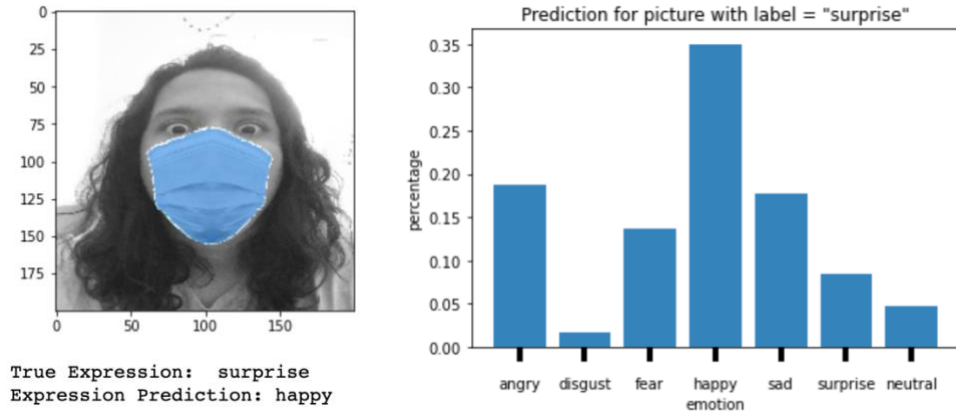 0
25
50
75
100
125
150
175
0 50 100 150
True Expression: surprise
Expression Prediction: happy
Prediction for picture with label = "surprise"
percentage
0.35
0.30
0.25
0.20
0.15
0.10
0.05
0.00
angry disgust fear happy sad surprise neutral
emotion